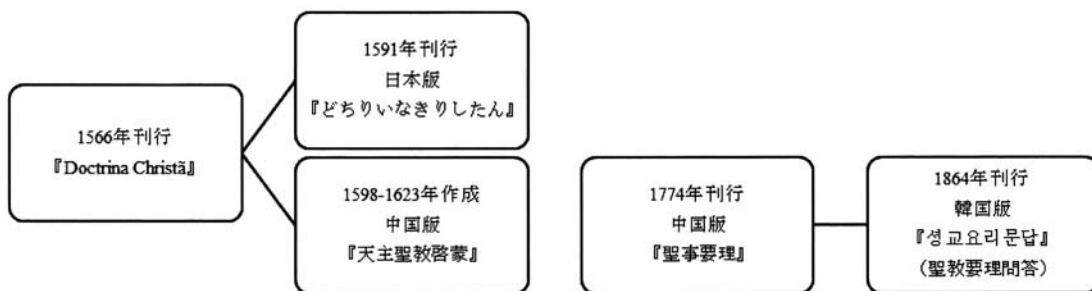 1566年刊行
『Doctrina Christã』
1591年刊行
日本版
『どちりいなきりしたん』
1598-1623年作成
中国版
『天主聖教啓蒙』
1774年刊行
中国版
『聖事要理』
1864年刊行
韓国版
『셩교요리문답』
(聖教要理問答)